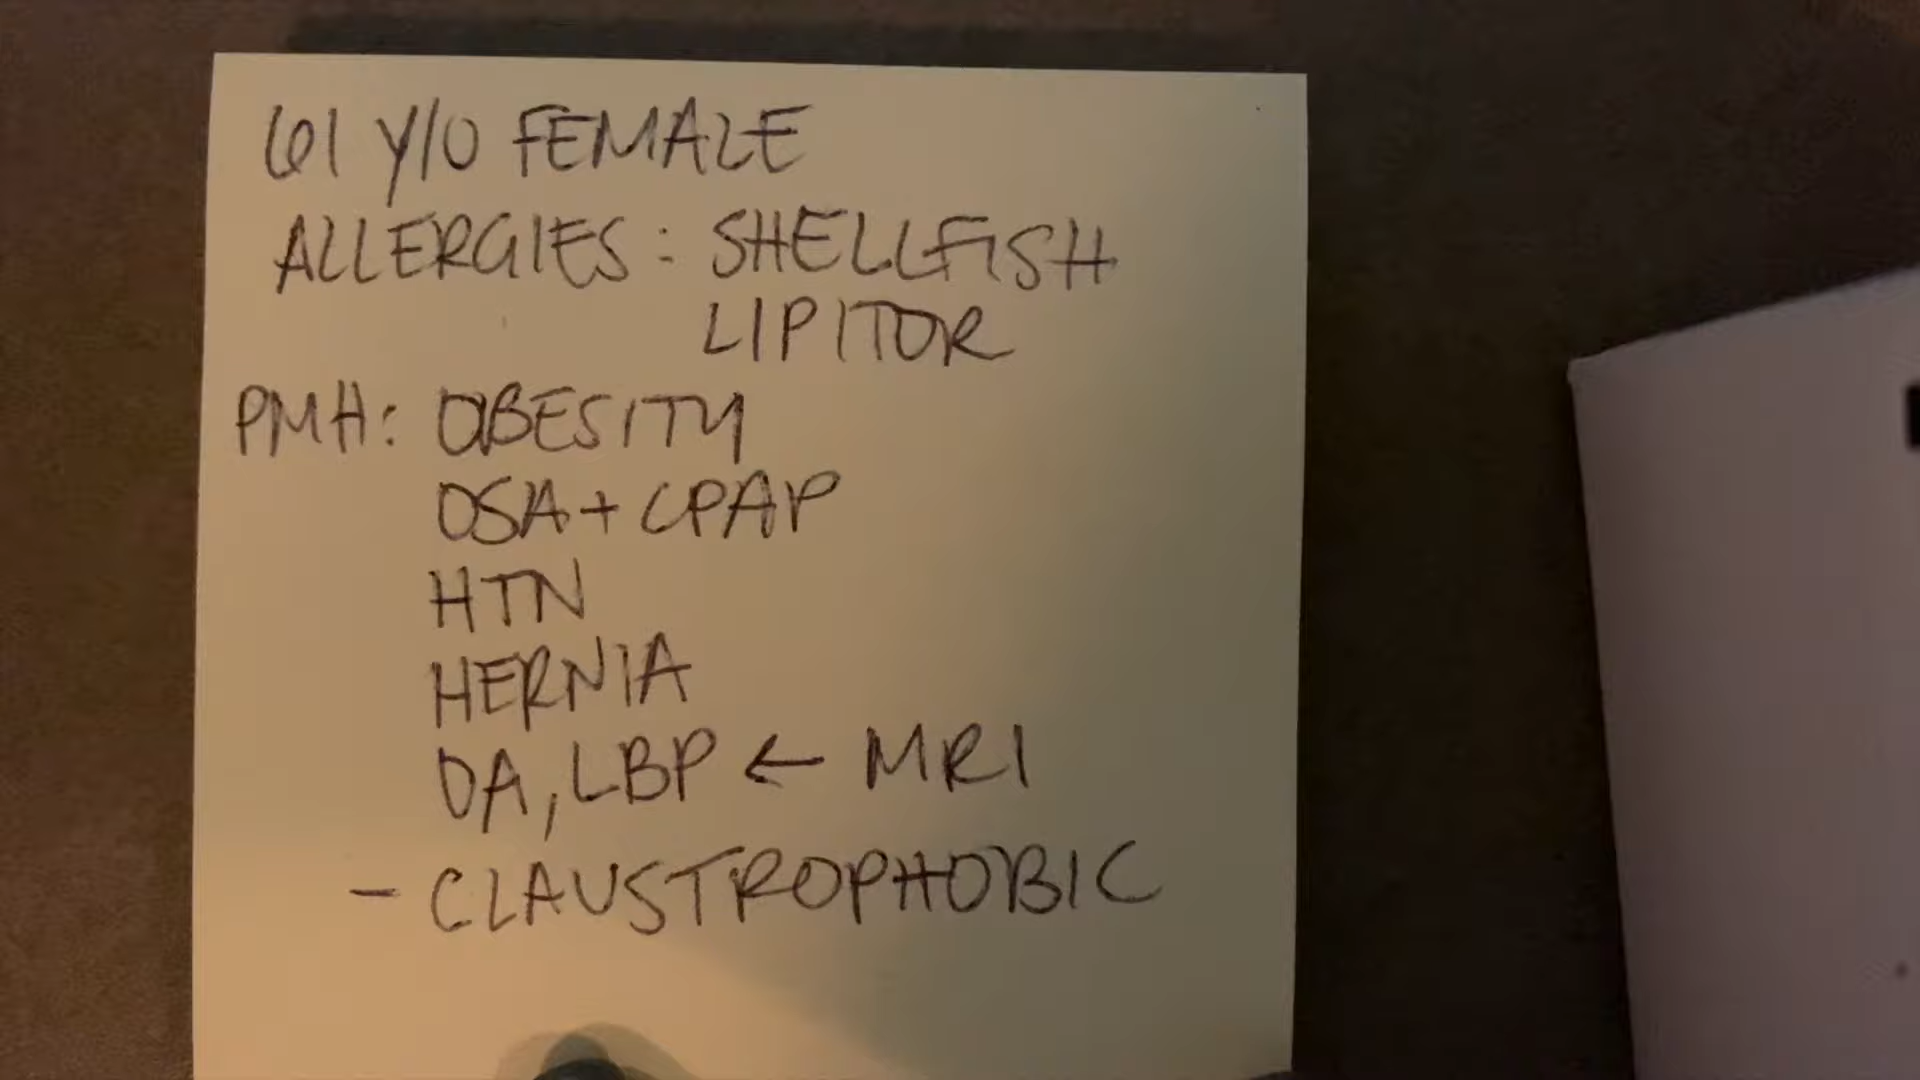 61 Y/O FEMALE
ALLERGIES: SHELLFISH
LIPITOR
PMH: OBESITY
OSA + CPAP
HTN
HERNIA
OA, LBP ← MRI
- CLAUSTROPHOBIC